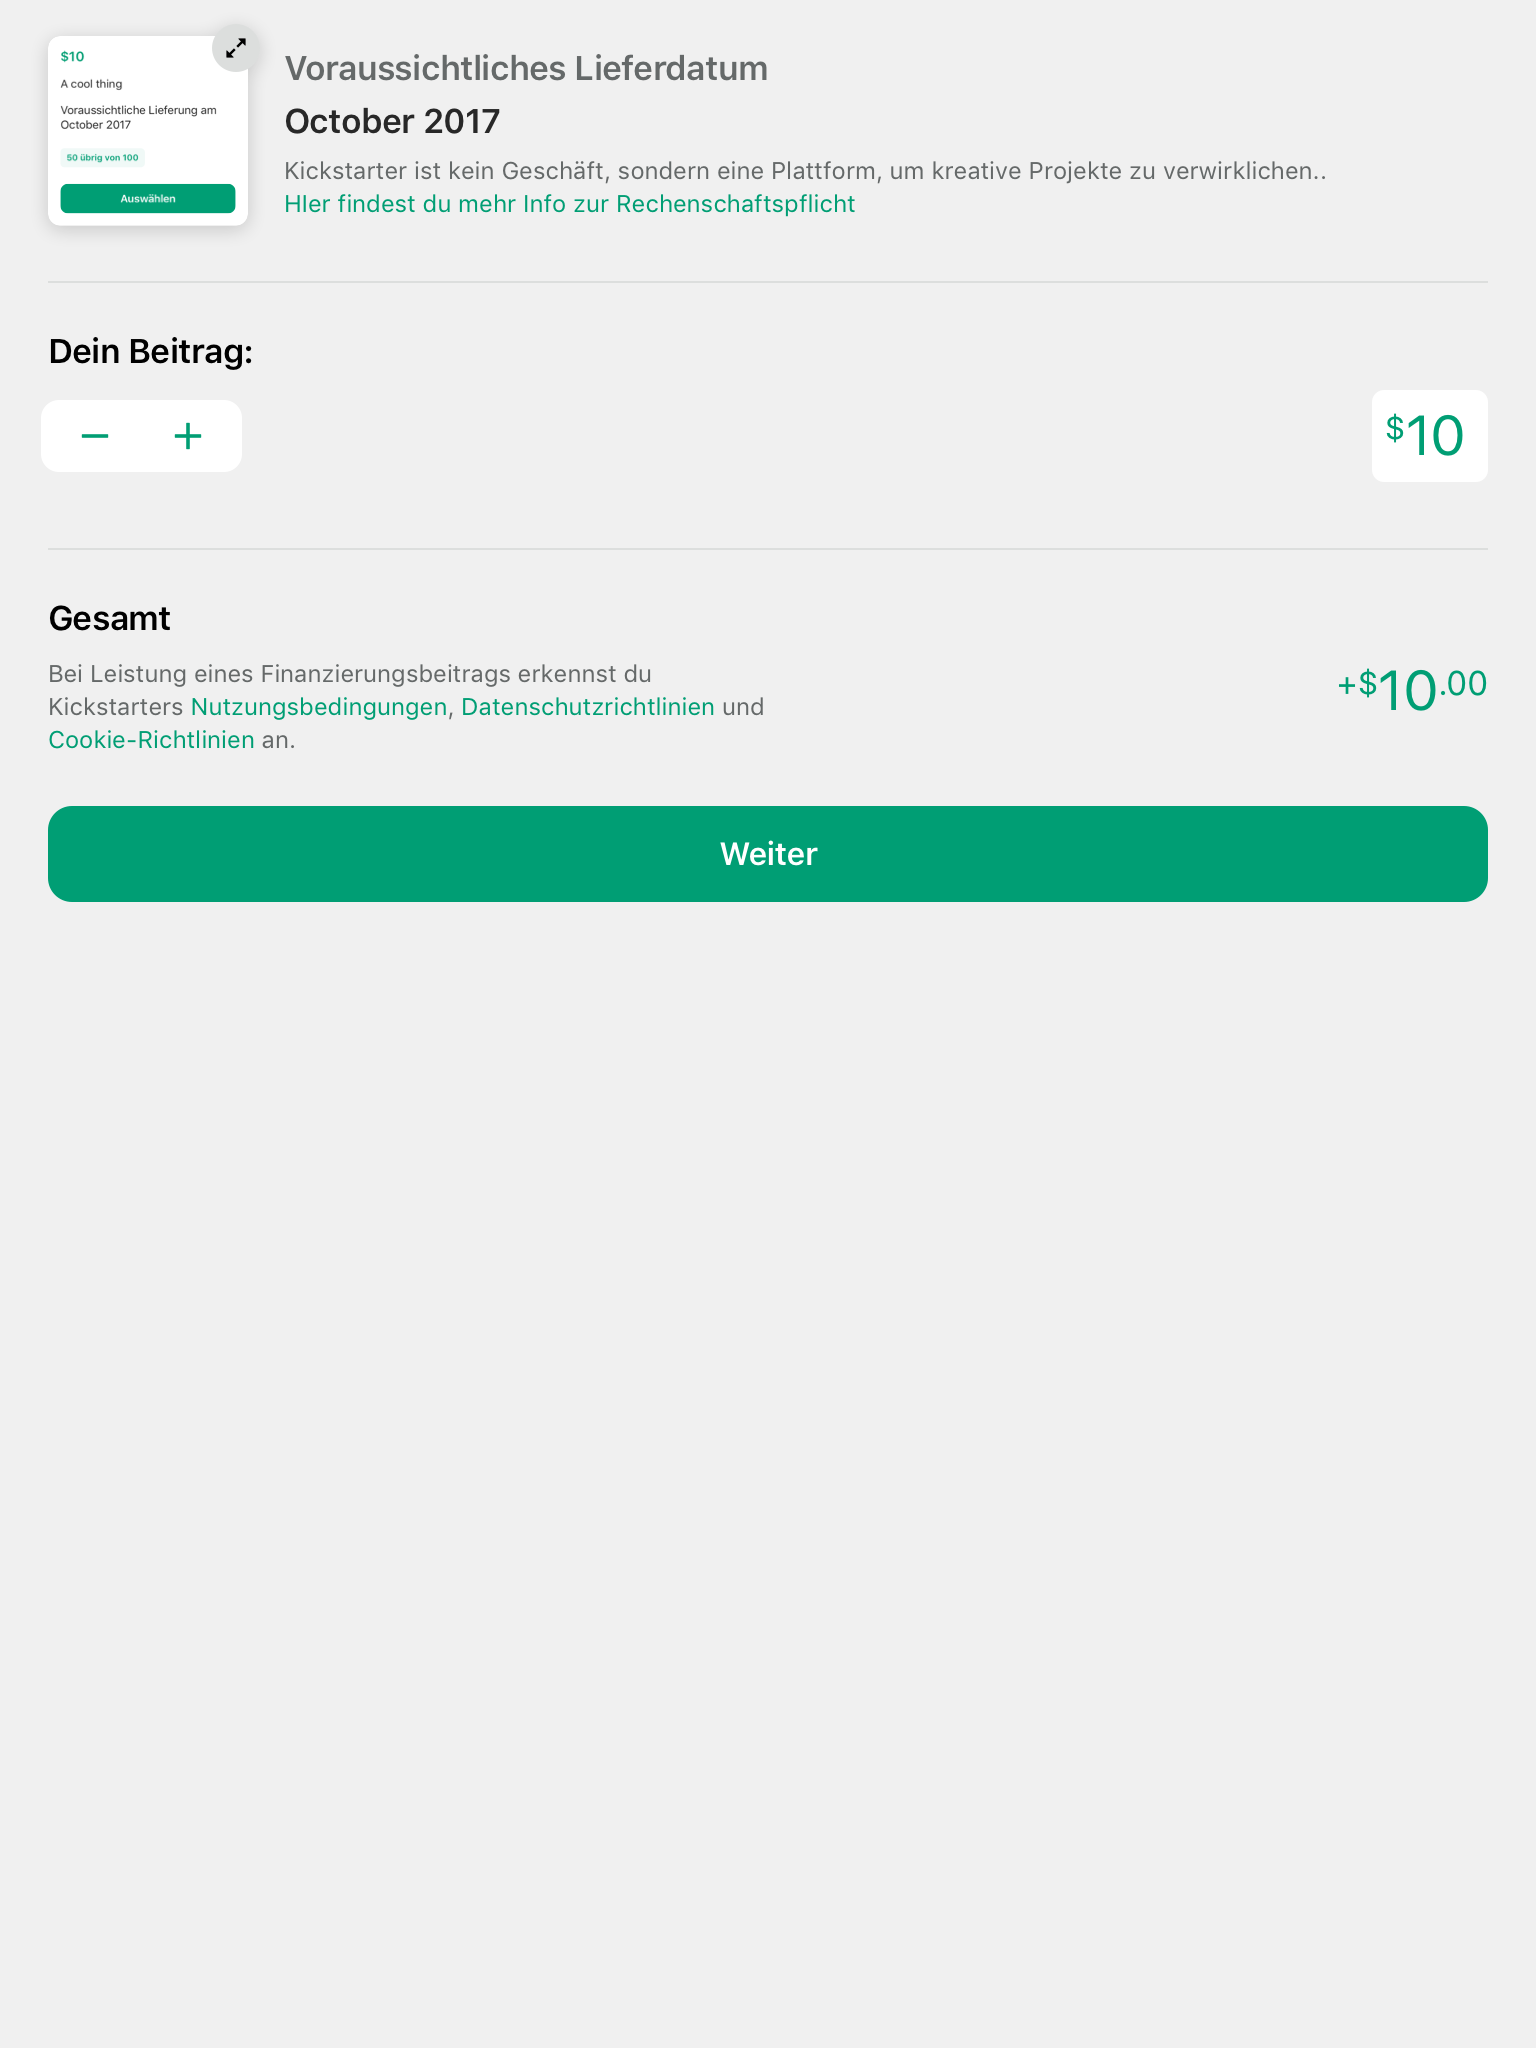 $10
A cool thing
Voraussichtliche Lieferung am
October 2017
50 übrig von 100
Auswählen
Voraussichtliches Lieferdatum
October 2017
Kickstarter ist kein Geschäft, sondern eine Plattform, um kreative Projekte zu verwirklichen..
HIer findest du mehr Info zur Rechenschaftspflicht
Dein Beitrag:
$10
Gesamt
Bei Leistung eines Finanzierungsbeitrags erkennst du
Kickstarters Nutzungsbedingungen, Datenschutzrichtlinien und
Cookie-Richtlinien an.
+$10.00
Weiter